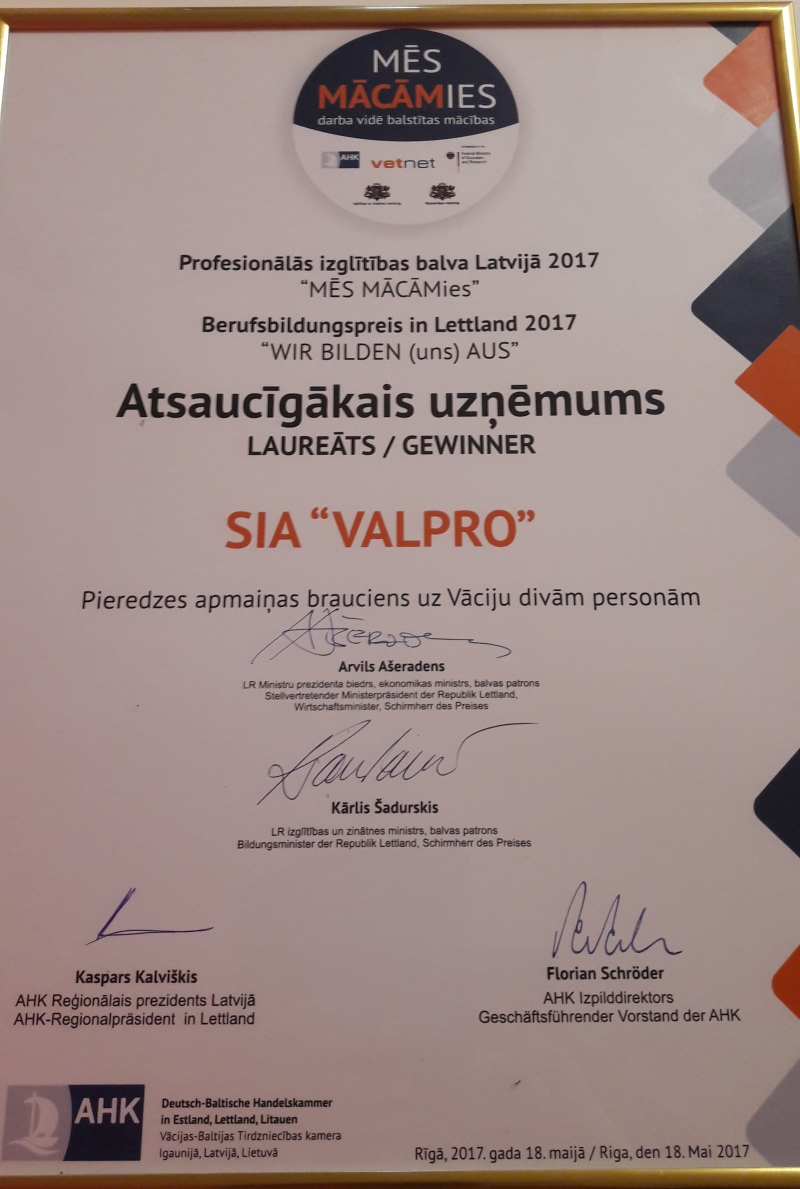 MĒS
MĀCĀMIES
darba vidē balstītas mācības
AHK vetnet Federal Ministry of Education and Research
Profesionālās izglītības balva Latvijā 2017
“MĒS MĀCĀMies”
Berufsbildungspreis in Lettland 2017
“WIR BILDEN (uns) AUS”
Atsaucīgākais uzņēmums
LAUREĀTS / GEWINNER
SIA “VALPRO”
Pieredzes apmaiņas brauciens uz Vāciju divām personām
Arvils Ašeradens
LR Ministru prezidenta biedrs, ekonomikas ministrs, balvas patrons
Stellvertretender Ministerpräsident der Republik Lettland,
Wirtschaftsminister, Schirmherr des Preises
Kārlis Šadurskis
LR izglītības un zinātnes ministrs, balvas patrons
Bildungsminister der Republik Lettland, Schirmherr des Preises
Kaspars Kalviškis
AHK Reģionālais prezidents Latvijā
AHK-Regionalpräsident in Lettland
Florian Schröder
AHK Izpilddirektors
Geschäftsführender Vorstand der AHK
AHK
Deutsch-Baltische Handelskammer
in Estland, Lettland, Litauen
Vācijas-Baltijas Tirdzniecības kamera
Igaunijā, Latvijā, Lietuvā
Rīgā, 2017. gada 18. maijā / Riga, den 18. Mai 2017